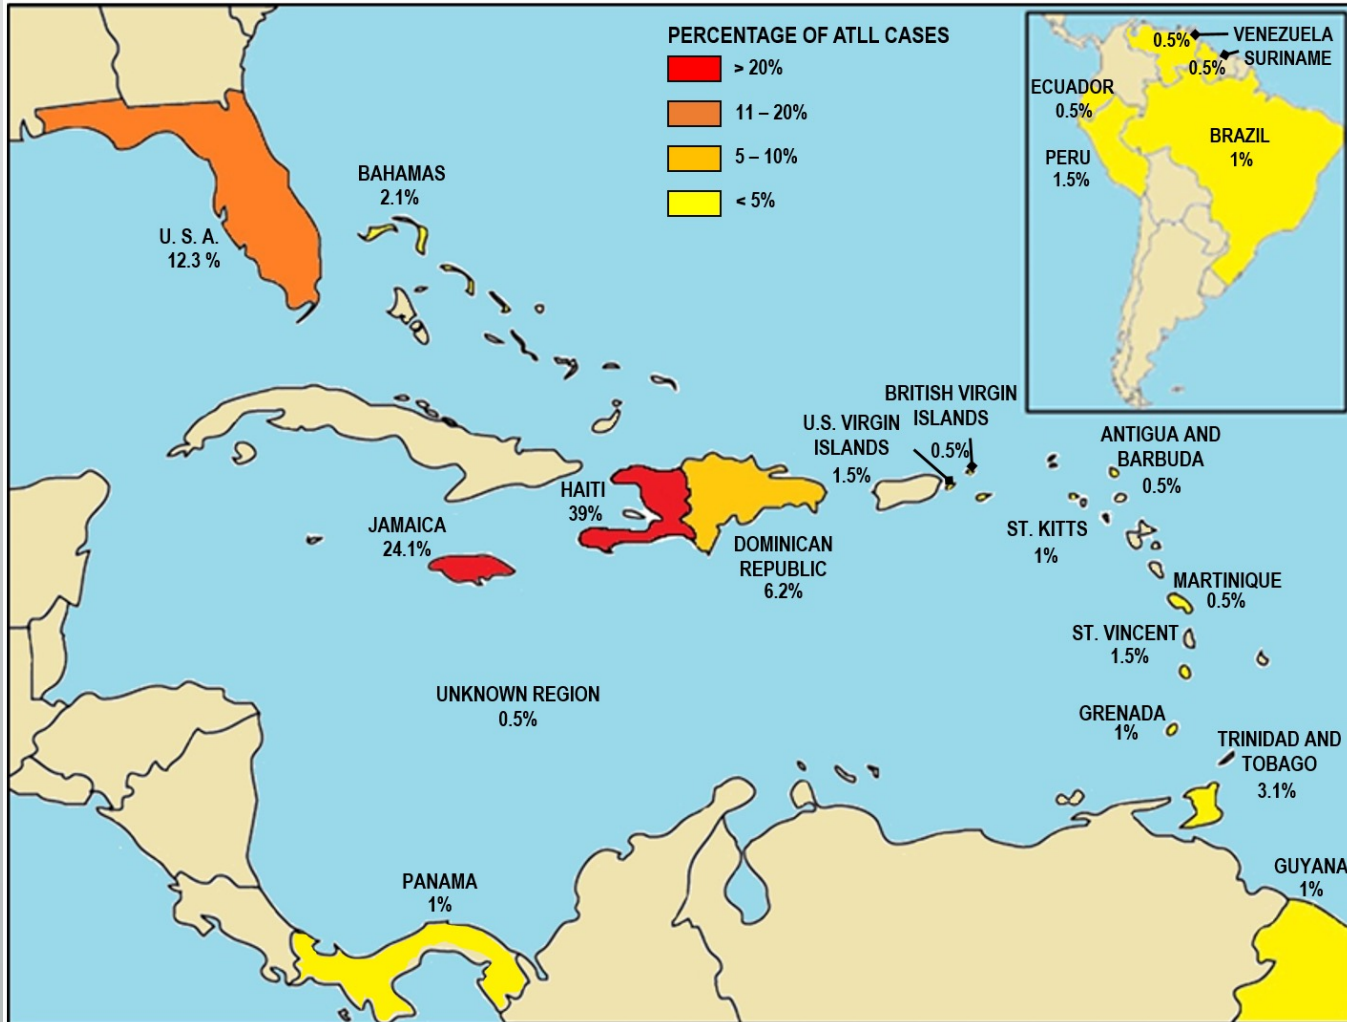 PERCENTAGE OF ATLL CASES
> 20%
11 – 20%
5 – 10%
< 5%
VENEZUELA
0.5%
SURINAME
0.5%
ECUADOR
0.5%
BRAZIL
1%
PERU
1.5%
BAHAMAS
2.1%
U. S. A.
12.3 %
BRITISH VIRGIN
ISLANDS
0.5%
U.S. VIRGIN
ISLANDS
1.5%
ANTIGUA AND
BARBUDA
0.5%
HAITI
39%
JAMAICA
24.1%
DOMINICAN
REPUBLIC
6.2%
ST. KITTS
1%
MARTINIQUE
0.5%
ST. VINCENT
1.5%
UNKNOWN REGION
0.5%
GRENADA
1%
TRINIDAD AND
TOBAGO
3.1%
PANAMA
1%
GUYANA
1%